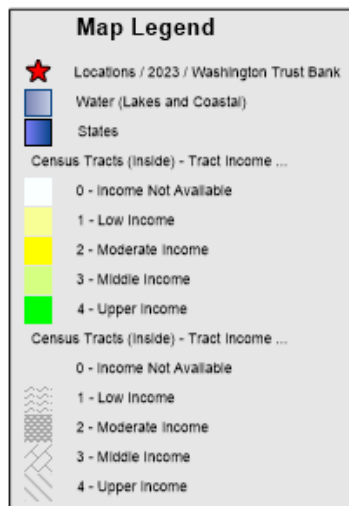 Map Legend
Locations / 2023 / Washington Trust Bank
Water (Lakes and Coastal)
States
Census Tracts (Inside) - Tract Income ...
0 - Income Not Available
1 - Low Income
2 - Moderate Income
3 - Middle Income
4 - Upper Income
Census Tracts (Inside) - Tract Income ...
0 - Income Not Available
1 - Low Income
2 - Moderate Income
3 - Middle Income
4 - Upper Income